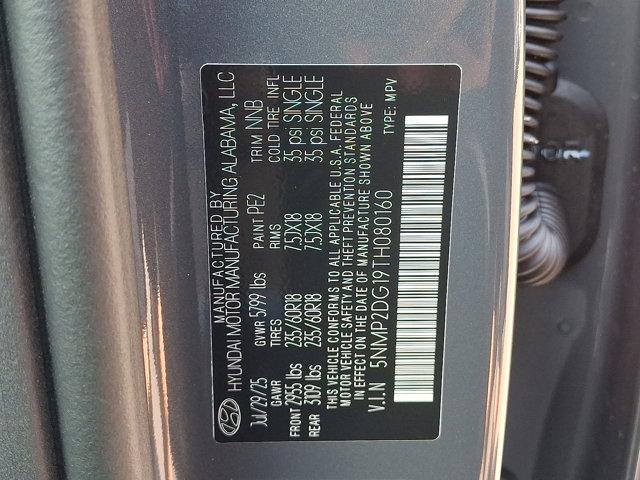 MANUFACTURED BY
HYUNDAI MOTOR MANUFACTURING ALABAMA, LLC
Jul/29/25 GVWR 5799 lbs PAINT PE2 TRIM NNB
GAWR TIRES RIMS COLD TIRE INFL
FRONT 2955 lbs 235/60R18 7.5JX18 35 psi SINGLE
REAR 3109 lbs 235/60R18 7.5JX18 35 psi SINGLE
THIS VEHICLE CONFORMS TO ALL APPLICABLE U.S.A. FEDERAL
MOTOR VEHICLE SAFETY AND THEFT PREVENTION STANDARDS
IN EFFECT ON THE DATE OF MANUFACTURE SHOWN ABOVE
V.I.N 5NMP2DG19TH080160 TYPE: MPV